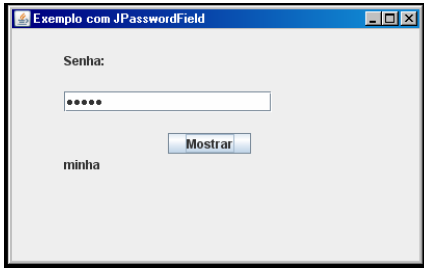 Exemplo com JPasswordField
Senha:
•••••
Mostrar
minha